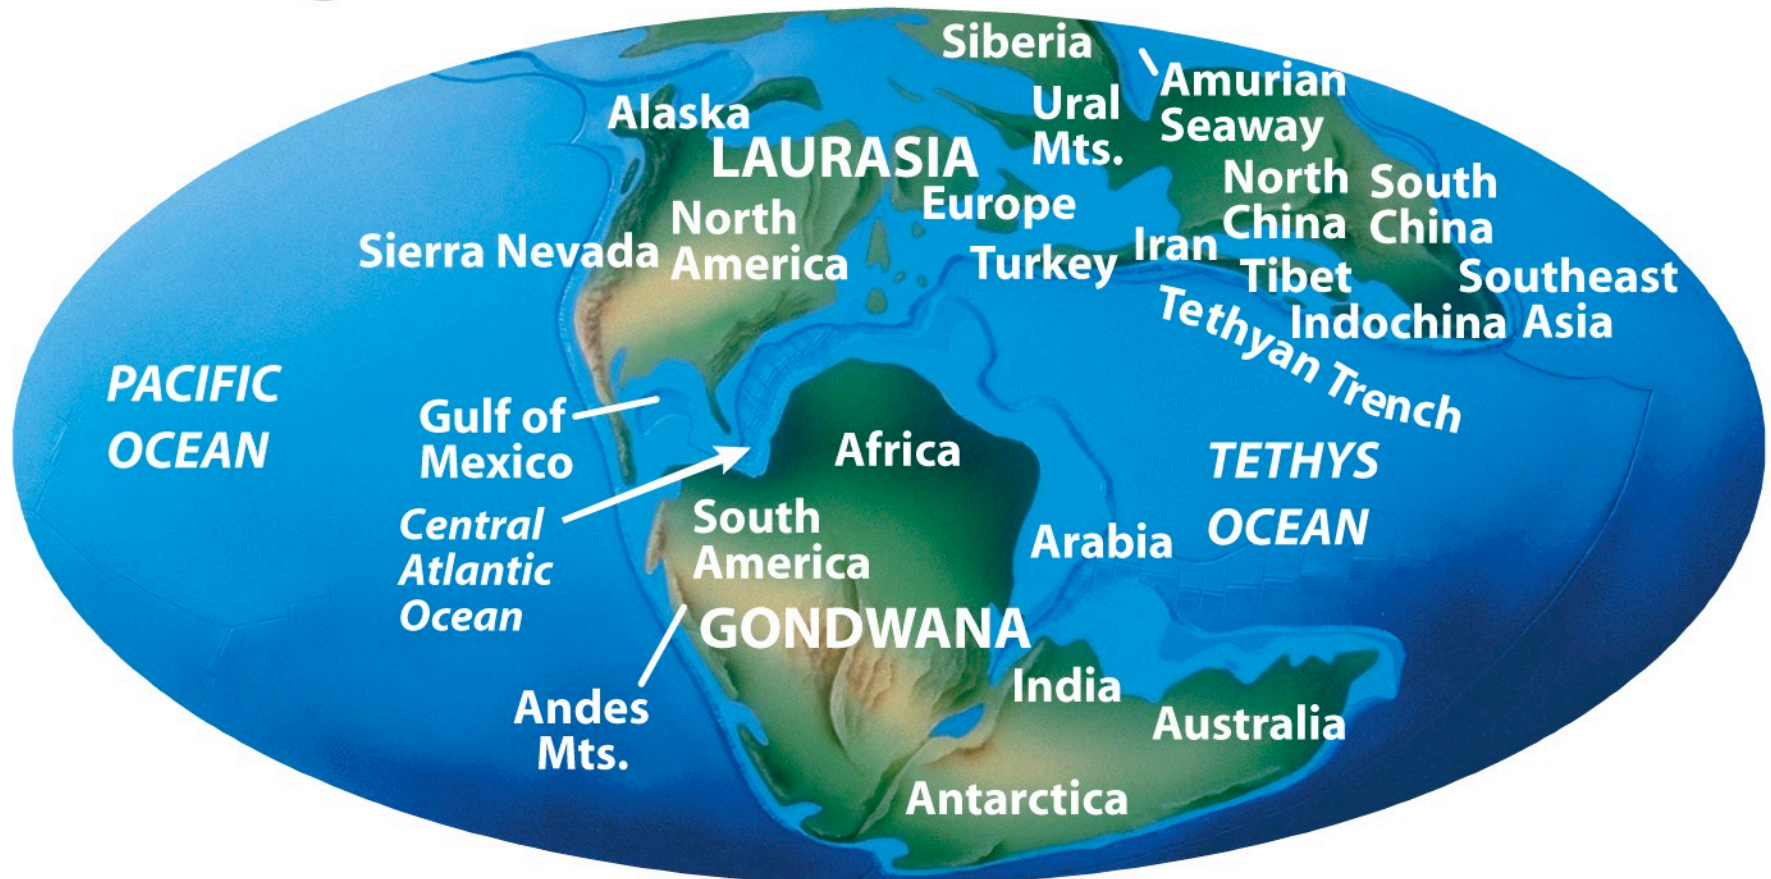 Siberia
Amurian
Seaway
Alaska
Ural
Mts.
LAURASIA
North
China
South
China
Europe
North
America
Sierra Nevada
Turkey
Iran
Tibet
Southeast
Asia
Indochina
Tethyan Trench
PACIFIC
OCEAN
Gulf of
Mexico
Africa
TETHYS
OCEAN
Central
Atlantic
Ocean
South
America
Arabia
GONDWANA
India
Andes
Mts.
Australia
Antarctica